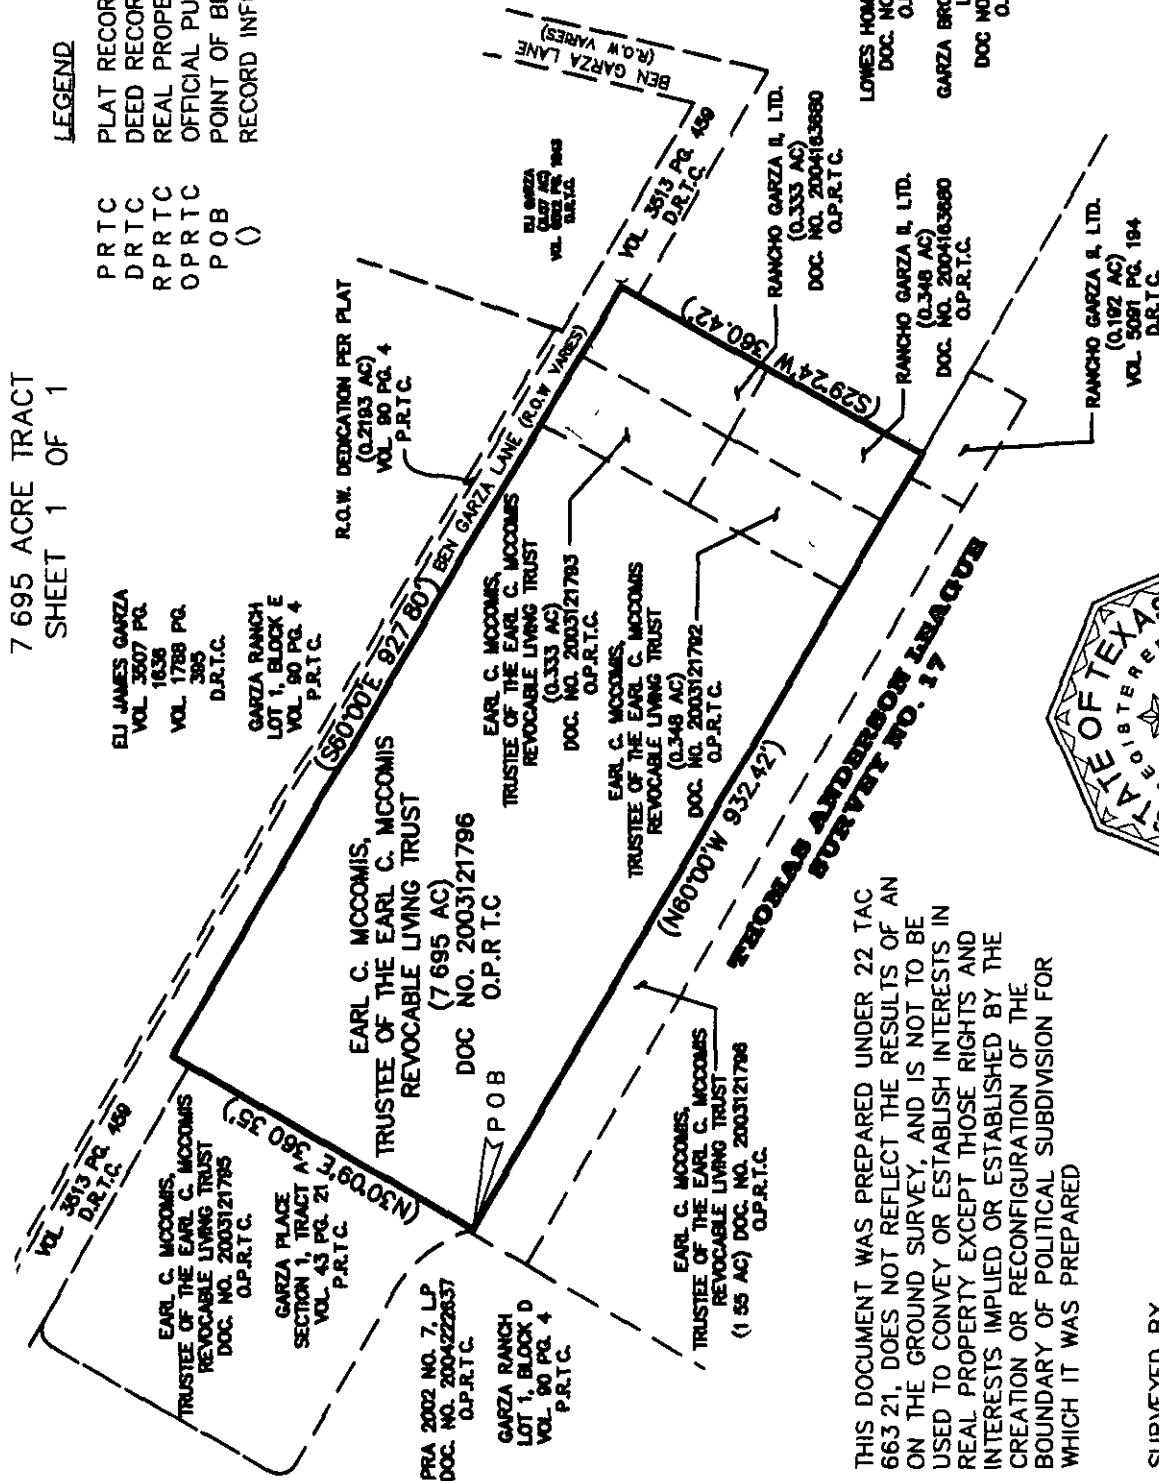 7 695 ACRE TRACT
SHEET 1 OF 1
LEGEND
PRTC PLAT RECOR
DRTC DEED RECOR
RPRTC REAL PROPE
OPRTC OFFICIAL PU
POB POINT OF BE
() RECORD INF
ELI JAMES GARZA
VOL. 3507 PG.
1636
VOL. 1788 PG.
395
D.R.T.C.
GARZA RANCH
LOT 1, BLOCK E
VOL 90 PG. 4
P.R.T.C.
R.O.W. DEDICATION PER PLAT
(0.2193 AC)
VOL 90 PG. 4
P.R.T.C.
ELI GARZA
D.R.T.C.
BEN GARZA LANE
(R.O.W VARIES)
VOL 3513 PG. 459
D.R.T.C.
(S60°00'E 927 80') BEN GARZA LANE (R.O.W VARIES)
VOL 3513 PG. 459
D.R.T.C.
EARL C. MCCOMIS,
TRUSTEE OF THE EARL C. MCCOMIS
REVOCABLE LIVING TRUST
DOC. NO. 2003121795
O.P.R.T.C.
GARZA PLACE
SECTION 1, TRACT A
VOL. 43 PG. 21
P.R.T.C.
(N30°09'E 360 35')
EARL C. MCCOMIS,
TRUSTEE OF THE EARL C. MCCOMIS
REVOCABLE LIVING TRUST
(7 695 AC)
DOC NO. 2003121796
O.P.R T.C
P O B
EARL C. MCCOMIS,
TRUSTEE OF THE EARL C. MCCOMIS
REVOCABLE LIVING TRUST
(0.333 AC)
DOC. NO. 2003121793
O.P.R.T.C.
EARL C. MCCOMIS,
TRUSTEE OF THE EARL C. MCCOMIS
REVOCABLE LIVING TRUST
(0.348 AC)
DOC. NO. 2003121792
O.P.R.T.C.
(S29°24'W 360.42')
RANCHO GARZA II, LTD.
(0.333 AC)
DOC. NO. 2004163680
O.P.R.T.C.
RANCHO GARZA II, LTD.
(0.348 AC)
DOC. NO. 2004163680
O.P.R.T.C.
RANCHO GARZA II, LTD.
(0.192 AC)
VOL 5091 PG. 194
D.R.T.C.
LOWES HOM
DOC. NO
O.
GARZA BRO
L
DOC NO.
O
(N60°00'W 932.42')
THOMAS ANDERSON LEAGUE
SURVEY NO. 17
PRA 2002 NO. 7, L.P
DOC. NO. 2004222637
O.P.R.T.C.
GARZA RANCH
LOT 1, BLOCK D
VOL 90 PG. 4
P.R.T C.
EARL C. MCCOMIS,
TRUSTEE OF THE EARL C. MCCOMIS
REVOCABLE LIVING TRUST
(1 55 AC) DOC. NO. 2003121796
O.P.R.T.C.
THIS DOCUMENT WAS PREPARED UNDER 22 TAC
663 21, DOES NOT REFLECT THE RESULTS OF AN
ON THE GROUND SURVEY, AND IS NOT TO BE
USED TO CONVEY OR ESTABLISH INTERESTS IN
REAL PROPERTY EXCEPT THOSE RIGHTS AND
INTERESTS IMPLIED OR ESTABLISHED BY THE
CREATION OR RECONFIGURATION OF THE
BOUNDARY OF POLITICAL SUBDIVISION FOR
WHICH IT WAS PREPARED
TATE OF TEXA
EGISTERE
SURVEYED BY